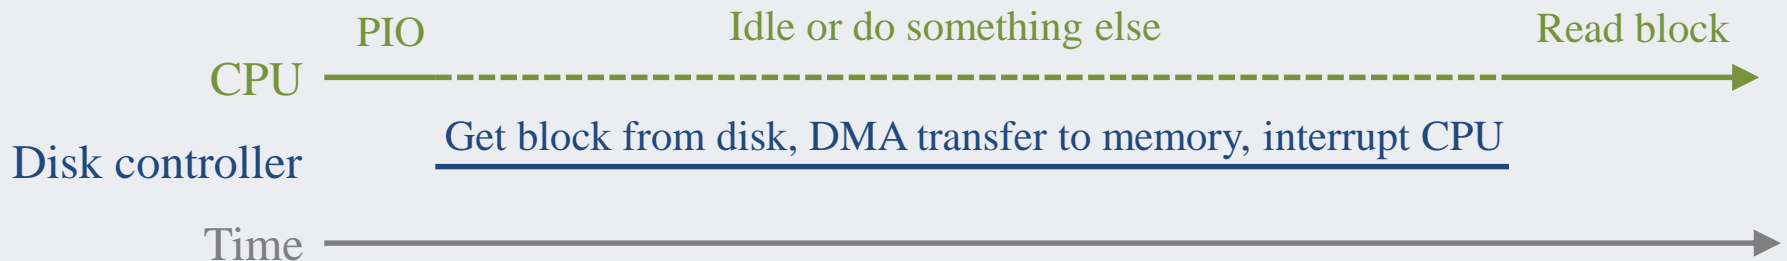 PIO Idle or do something else Read block
CPU
Get block from disk, DMA transfer to memory, interrupt CPU
Disk controller
Time